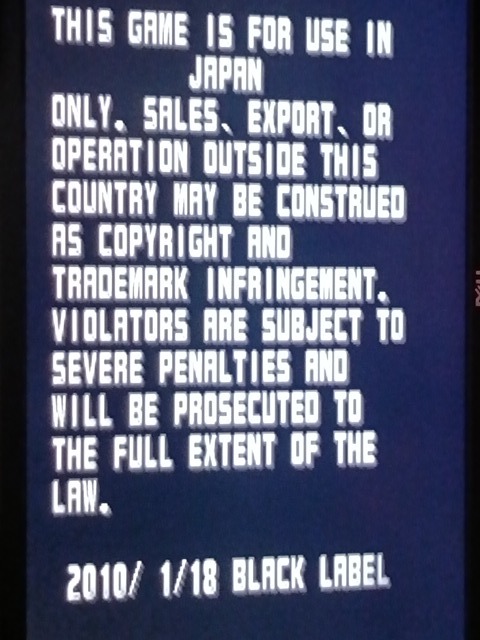 THIS GAME IS FOR USE IN
JAPAN
ONLY. SALES、EXPORT、OR
OPERATION OUTSIDE THIS
COUNTRY MAY BE CONSTRUED
AS COPYRIGHT AND
TRADEMARK INFRINGEMENT.
VIOLATORS ARE SUBJECT TO
SEVERE PENALTIES AND
WILL BE PROSECUTED TO
THE FULL EXTENT OF THE
LAW.
2010/ 1/18 BLACK LABEL